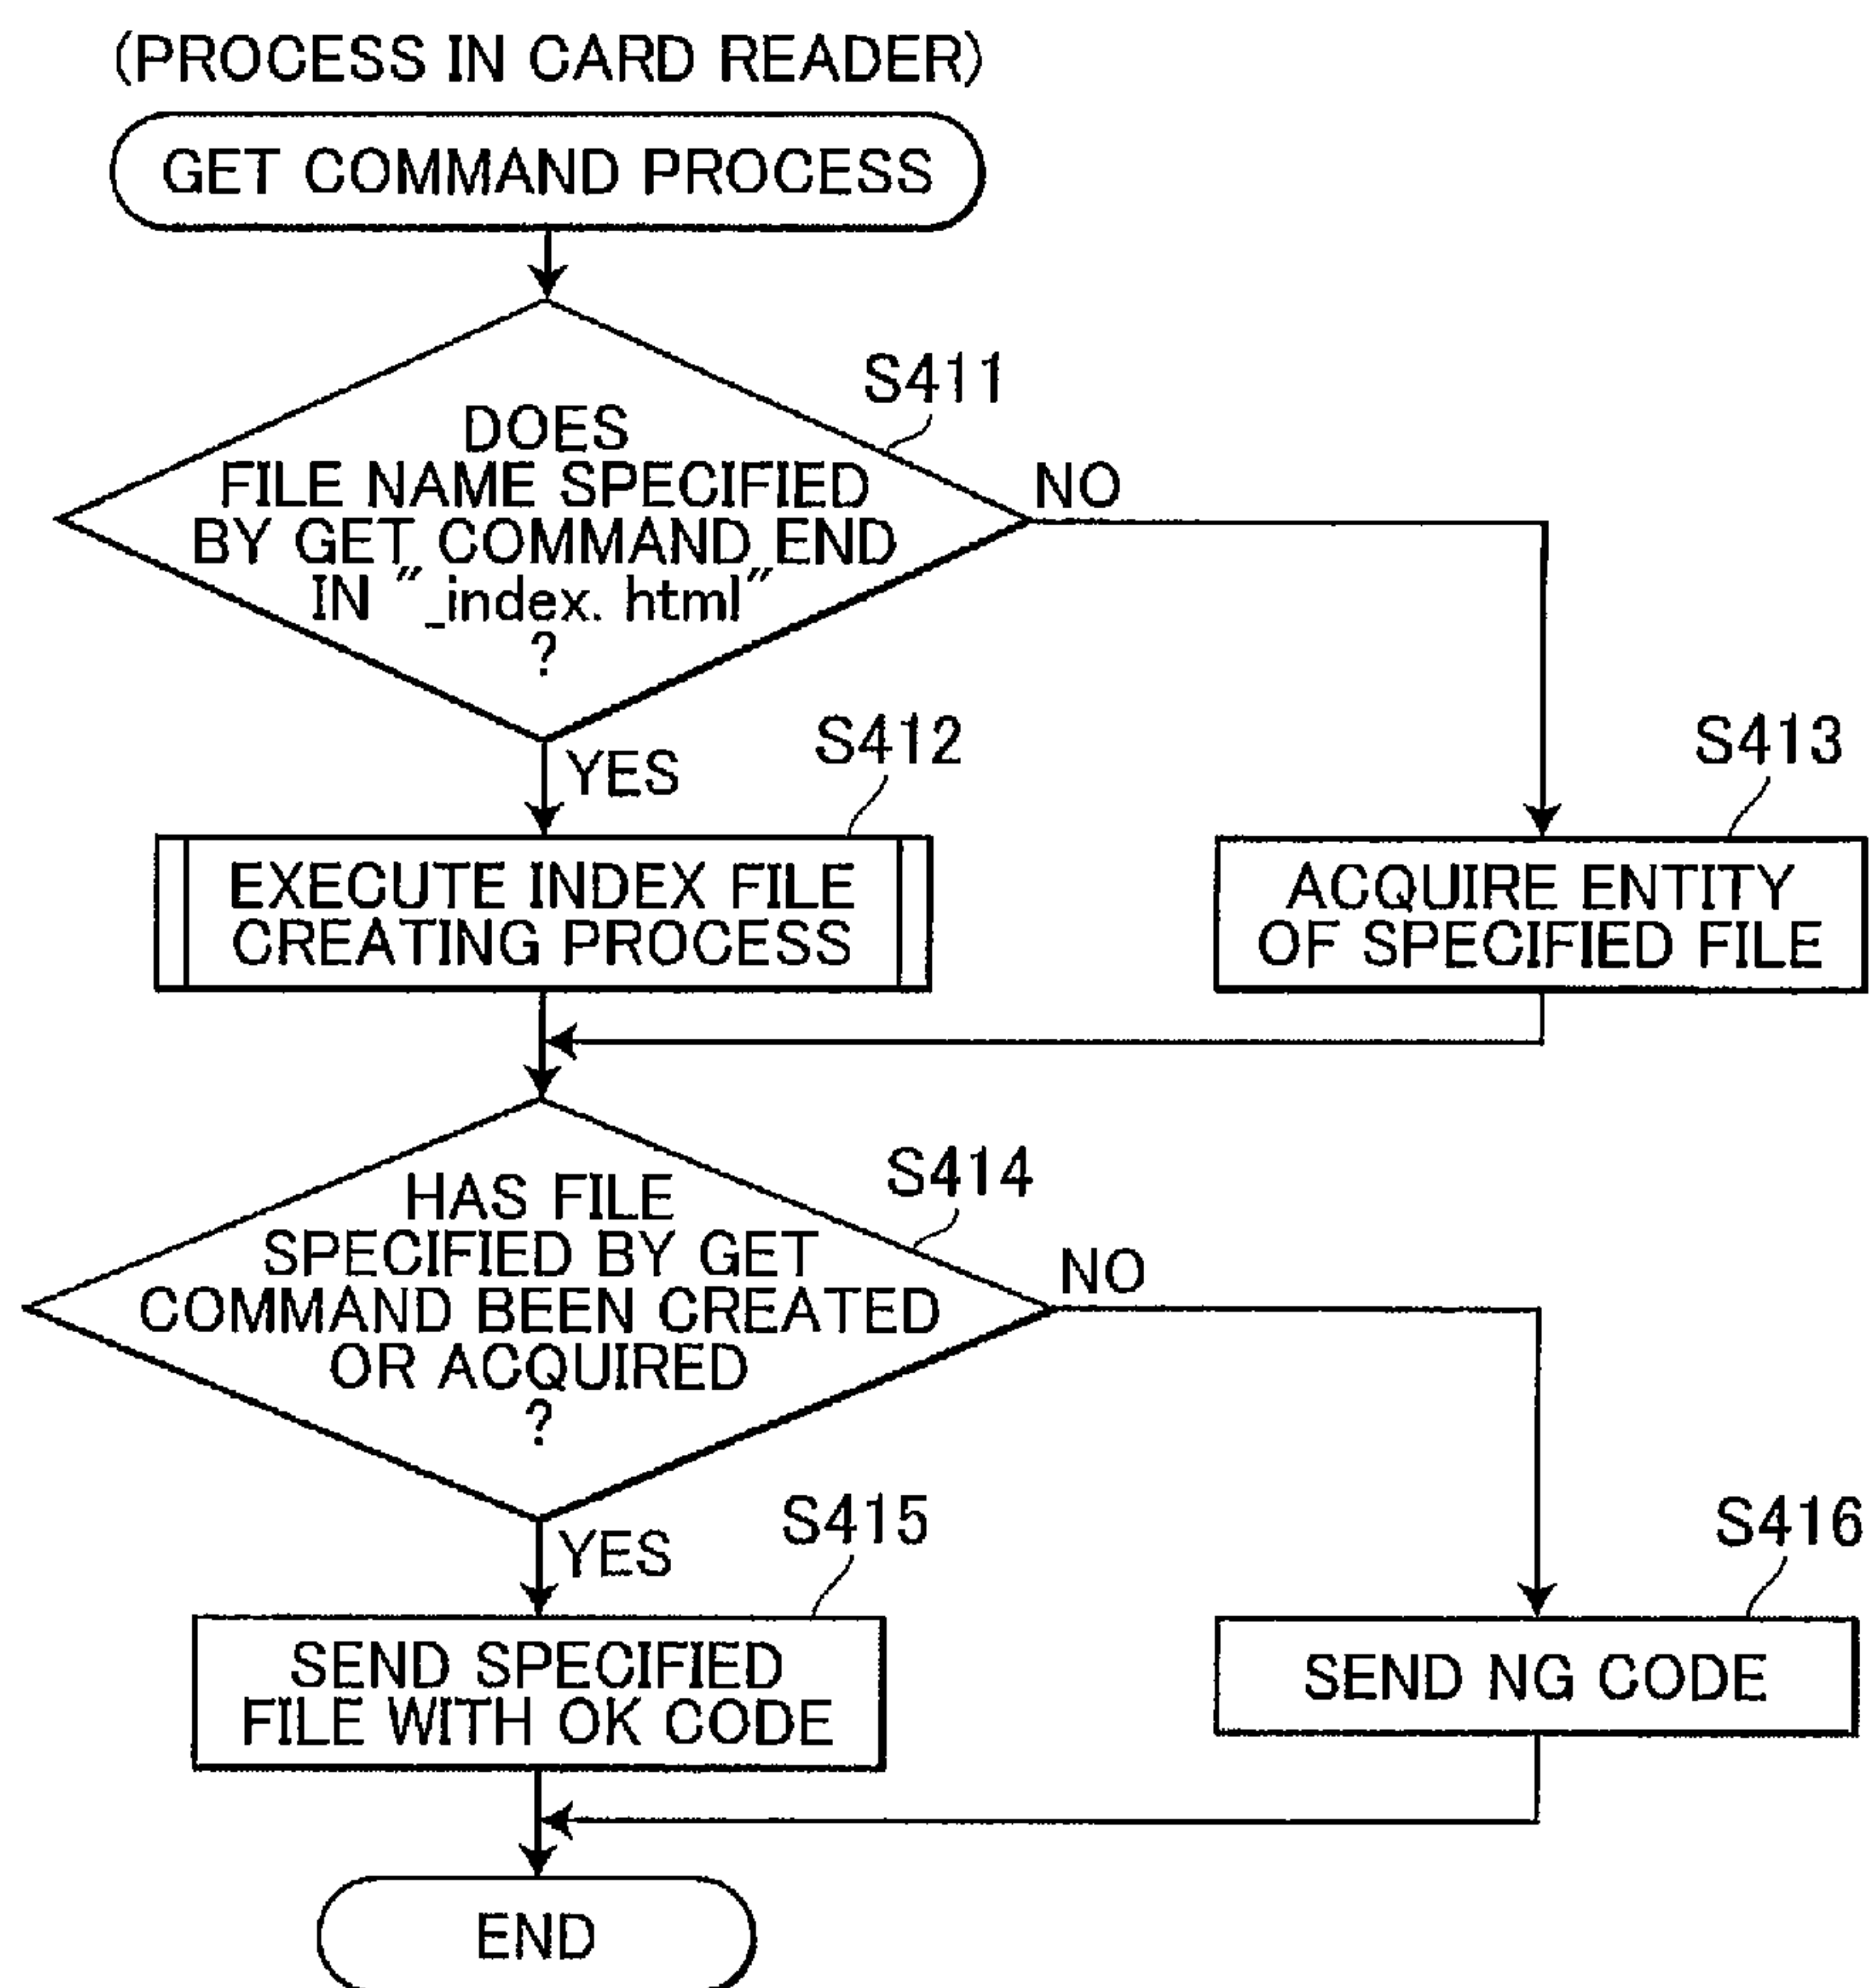 (PROCESS IN CARD READER)
GET COMMAND PROCESS
S411
DOES
FILE NAME SPECIFIED
BY GET COMMAND END
IN "_index. html"
?
NO
YES
S412
S413
EXECUTE INDEX FILE
CREATING PROCESS
ACQUIRE ENTITY
OF SPECIFIED FILE
S414
HAS FILE
SPECIFIED BY GET
COMMAND BEEN CREATED
OR ACQUIRED
?
NO
YES
S415
S416
SEND SPECIFIED
FILE WITH OK CODE
SEND NG CODE
END